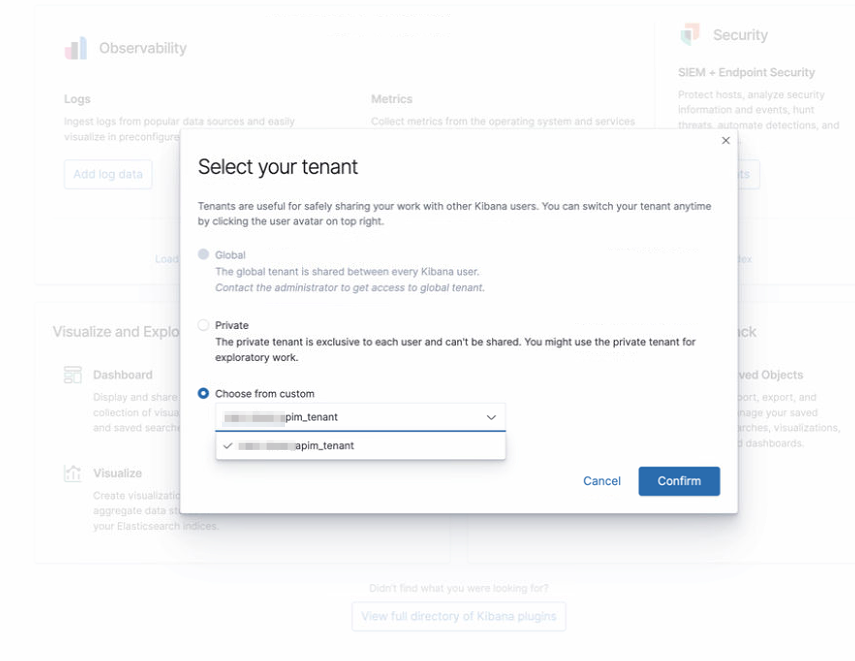 Observability
Security
SIEM + Endpoint Security
Protect hosts, analyze security
information and events, hunt
threats, automate detections, and
Logs
Ingest logs from popular data sources and easily
visualize in preconfigure
Metrics
Collect metrics from the operating system and services
Add log data
ts
Load
dex
Select your tenant
Tenants are useful for safely sharing your work with other Kibana users. You can switch your tenant anytime
by clicking the user avatar on top right.
Global
The global tenant is shared between every Kibana user.
Contact the administrator to get access to global tenant.
Private
The private tenant is exclusive to each user and can't be shared. You might use the private tenant for
exploratory work.
Choose from custom
pim_tenant
apim_tenant
Cancel
Confirm
Visualize and Explo
ck
Dashboard
Display and share
collection of visua
and saved searche
ved Objects
port, export, and
nage your saved
arches, visualizations,
d dashboards.
Visualize
Create visualizatio
aggregate data st
your Elasticsearch indices.
Didn't find what you were looking for?
View full directory of Kibana plugins